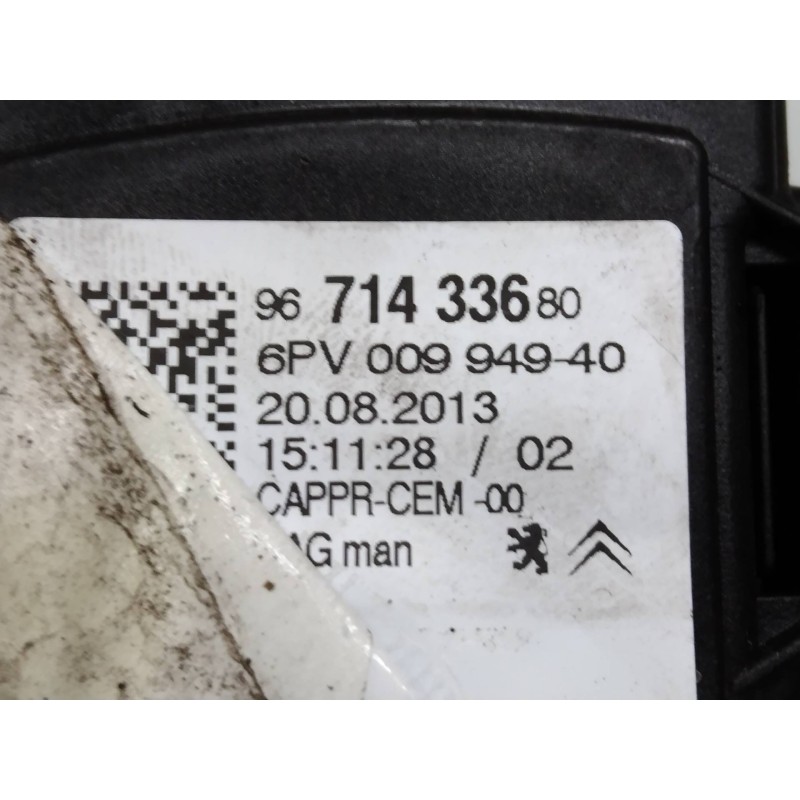 96 714 336 80
6PV 009 949-40
20.08.2013
15:11:28 / 02
CAPPR-CEM -00
man